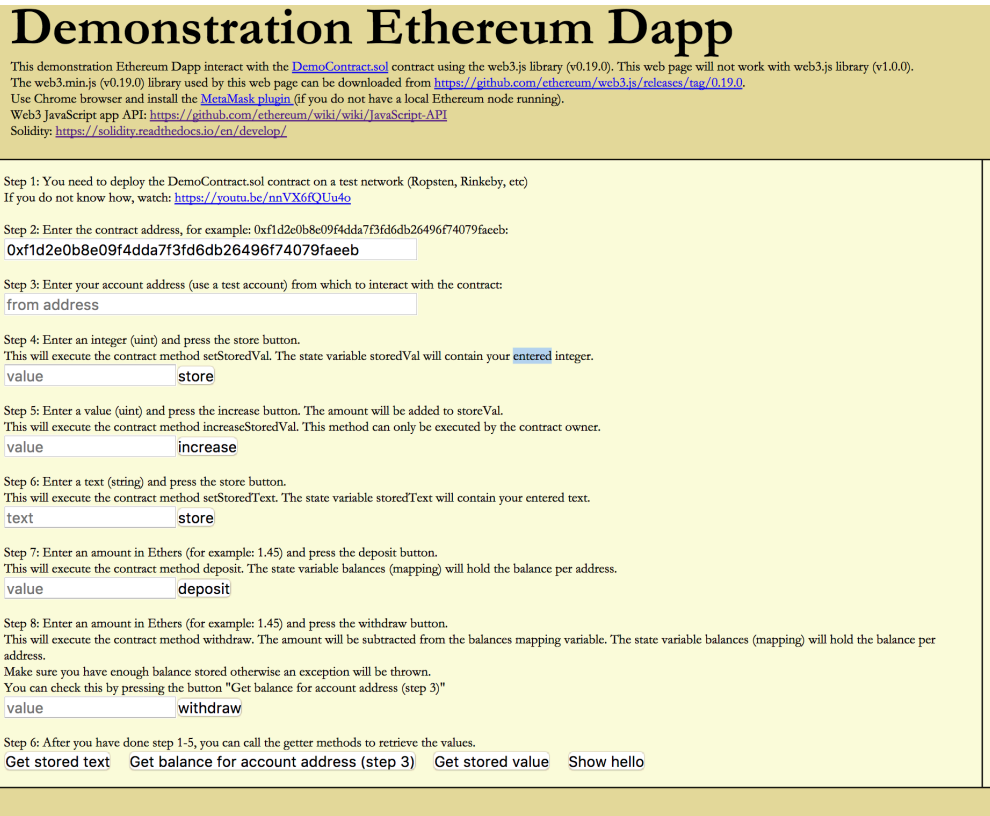 Demonstration Ethereum Dapp
This demonstration Ethereum Dapp interact with the DemoContract.sol contract using the web3.js library (v0.19.0). This web page will not work with web3.js library (v1.0.0).
The web3.min.js (v0.19.0) library used by this web page can be downloaded from https://github.com/ethereum/web3.js/releases/tag/0.19.0.
Use Chrome browser and install the MetaMask plugin (if you do not have a local Ethereum node running).
Web3 JavaScript app API: https://github.com/ethereum/wiki/wiki/JavaScript-API
Solidity: https://solidity.readthedocs.io/en/develop/
Step 1: You need to deploy the DemoContract.sol contract on a test network (Ropsten, Rinkeby, etc)
If you do not know how, watch: https://youtu.be/nnVX6fQUu4o
Step 2: Enter the contract address, for example: 0xf1d2e0b8e09f4dda7f3fd6db26496f74079faeeb:
0xf1d2e0b8e09f4dda7f3fd6db26496f74079faeeb
Step 3: Enter your account address (use a test account) from which to interact with the contract:
from address
Step 4: Enter an integer (uint) and press the store button.
This will execute the contract method setStoredVal. The state variable storedVal will contain your entered integer.
value store
Step 5: Enter a value (uint) and press the increase button. The amount will be added to storeVal.
This will execute the contract method increaseStoredVal. This method can only be executed by the contract owner.
value increase
Step 6: Enter a text (string) and press the store button.
This will execute the contract method setStoredText. The state variable storedText will contain your entered text.
text store
Step 7: Enter an amount in Ethers (for example: 1.45) and press the deposit button.
This will execute the contract method deposit. The state variable balances (mapping) will hold the balance per address.
value deposit
Step 8: Enter an amount in Ethers (for example: 1.45) and press the withdraw button.
This will execute the contract method withdraw. The amount will be subtracted from the balances mapping variable. The state variable balances (mapping) will hold the balance per
address.
Make sure you have enough balance stored otherwise an exception will be thrown.
You can check this by pressing the button "Get balance for account address (step 3)"
value withdraw
Step 6: After you have done step 1-5, you can call the getter methods to retrieve the values.
Get stored text Get balance for account address (step 3) Get stored value Show hello